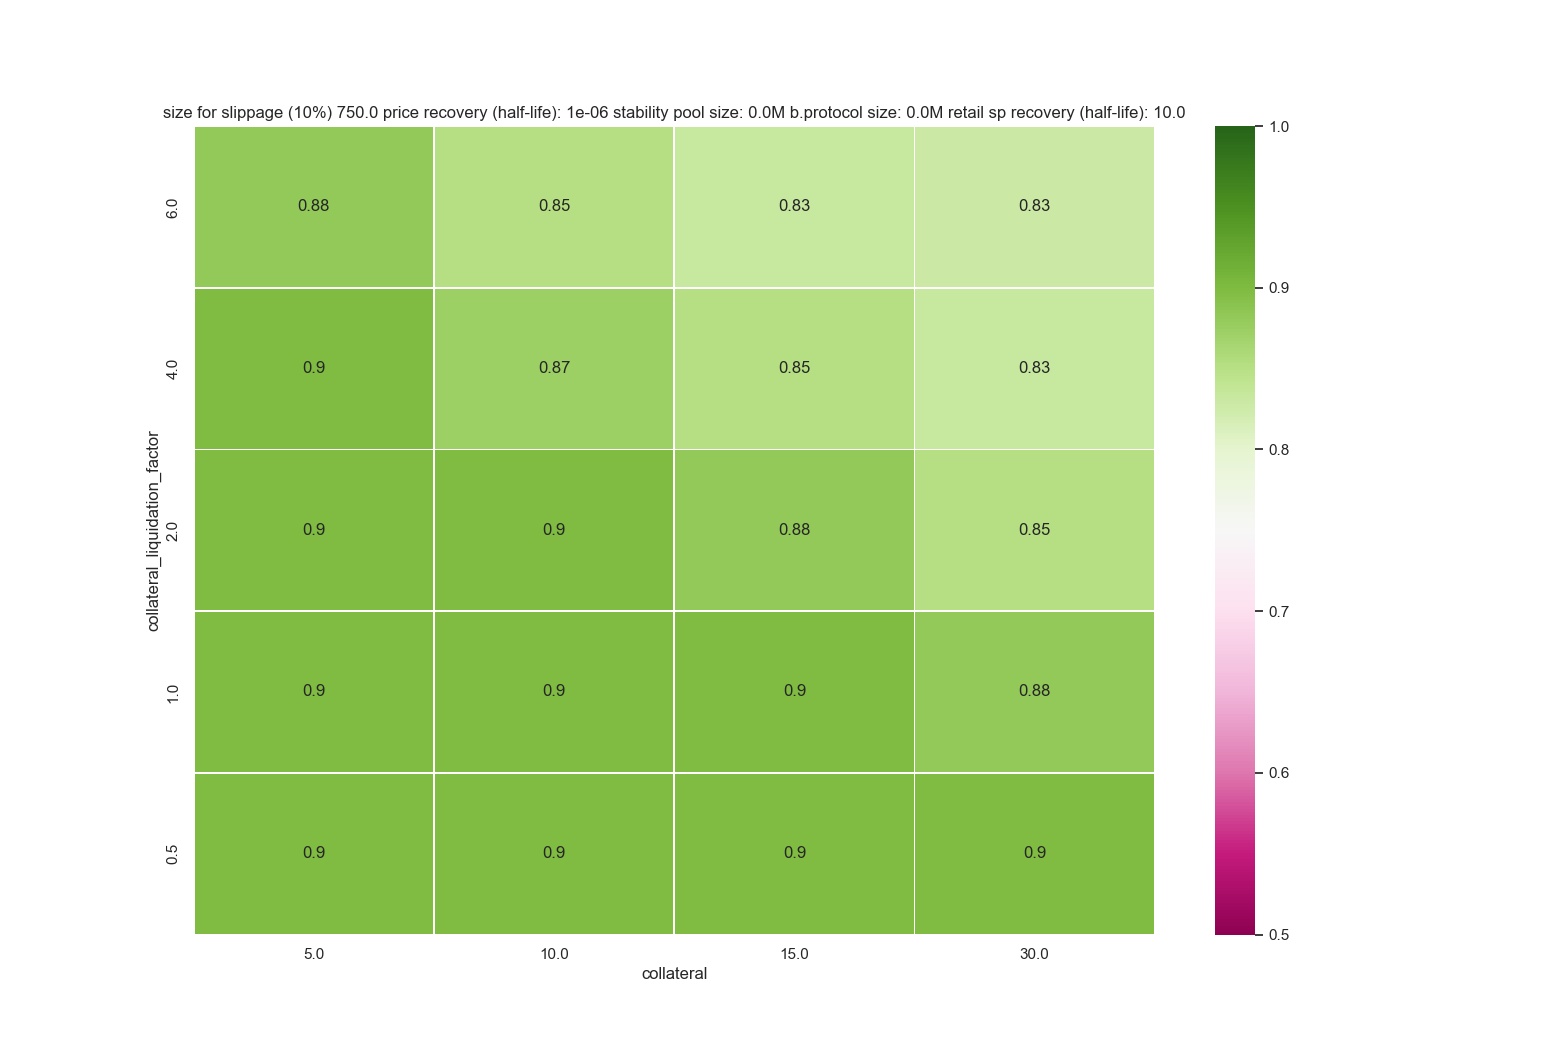 size for slippage (10%) 750.0 price recovery (half-life): 1e-06 stability pool size: 0.0M b.protocol size: 0.0M retail sp recovery (half-life): 10.0
6.0 0.88 0.85 0.83 0.83
4.0 0.9 0.87 0.85 0.83
2.0 0.9 0.9 0.88 0.85
1.0 0.9 0.9 0.9 0.88
0.5 0.9 0.9 0.9 0.9
collateral_liquidation_factor
5.0 10.0 15.0 30.0
collateral
1.0
0.9
0.8
0.7
0.6
0.5